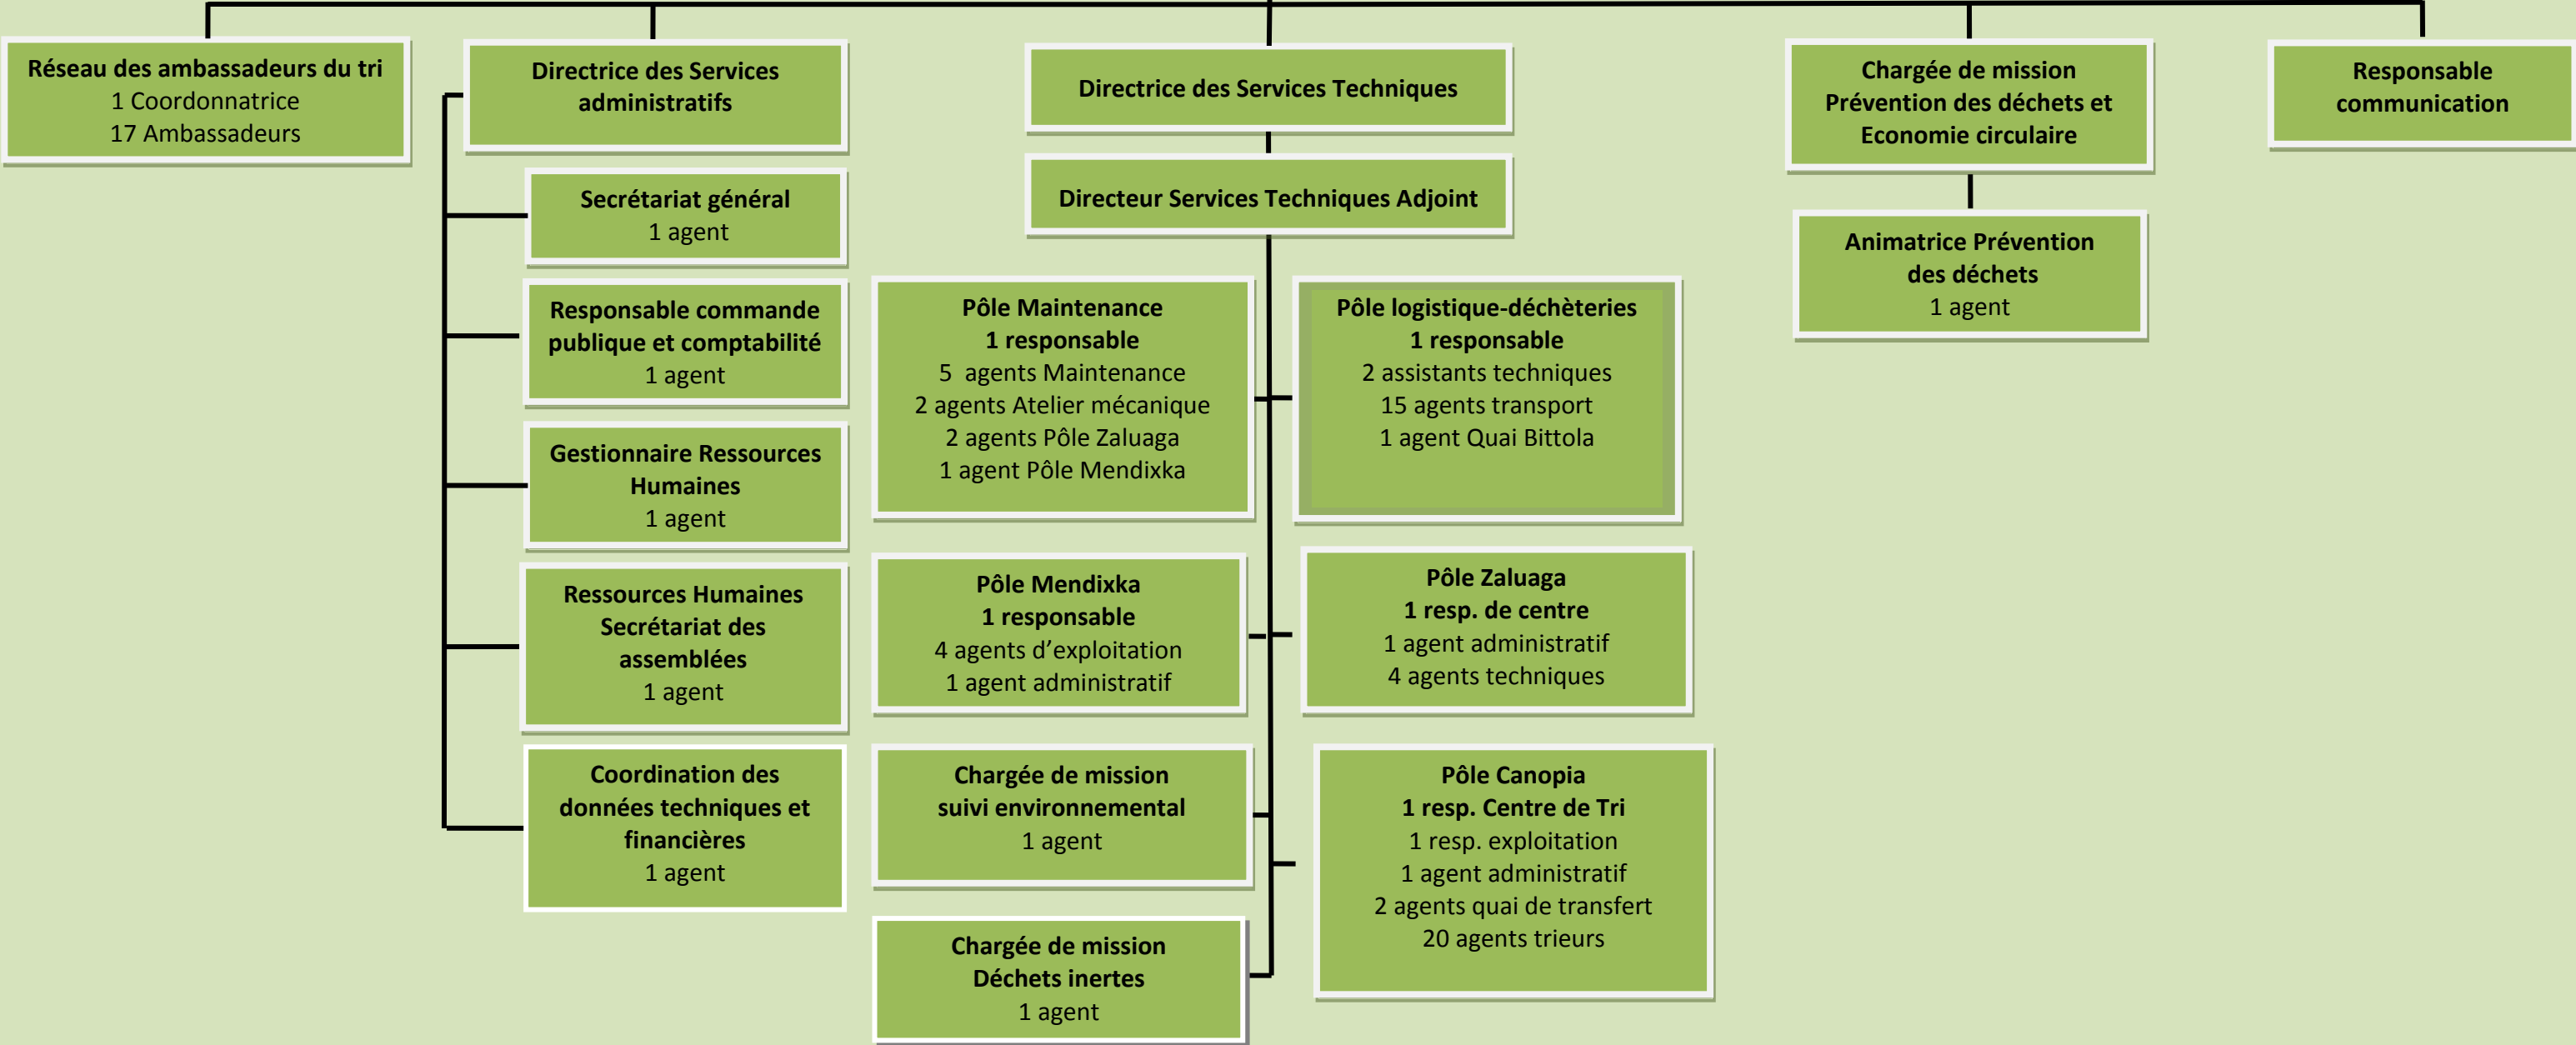 Réseau des ambassadeurs du tri
1 Coordonnatrice
17 Ambassadeurs
Directrice des Services
administratifs
Secrétariat général
1 agent
Responsable commande
publique et comptabilité
1 agent
Gestionnaire Ressources
Humaines
1 agent
Ressources Humaines
Secrétariat des
assemblées
1 agent
Coordination des
données techniques et
financières
1 agent
Directrice des Services Techniques
Directeur Services Techniques Adjoint
Pôle Maintenance
1 responsable
5 agents Maintenance
2 agents Atelier mécanique
2 agents Pôle Zaluaga
1 agent Pôle Mendixka
Pôle logistique-déchèteries
1 responsable
2 assistants techniques
15 agents transport
1 agent Quai Bittola
Pôle Mendixka
1 responsable
4 agents d’exploitation
1 agent administratif
Pôle Zaluaga
1 resp. de centre
1 agent administratif
4 agents techniques
Chargée de mission
suivi environnemental
1 agent
Pôle Canopia
1 resp. Centre de Tri
1 resp. exploitation
1 agent administratif
2 agents quai de transfert
20 agents trieurs
Chargée de mission
Déchets inertes
1 agent
Chargée de mission
Prévention des déchets et
Economie circulaire
Animatrice Prévention
des déchets
1 agent
Responsable
communication